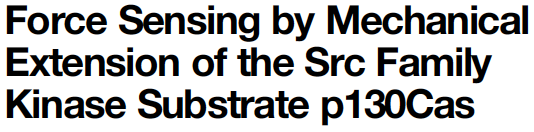 Force Sensing by Mechanical
Extension of the Src Family
Kinase Substrate p130Cas